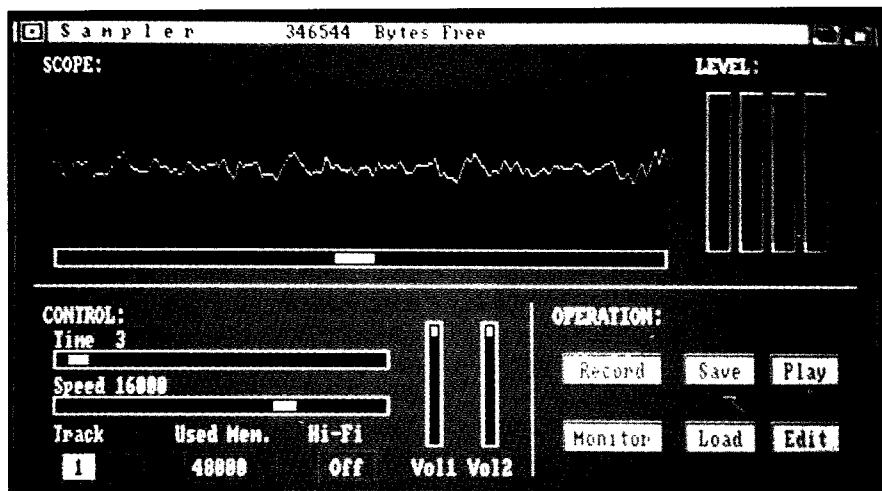 Sampler 346544 Bytes Free
SCOPE: LEVEL:
CONTROL: OPERATION:
Time 3
Record Save Play
Speed 16000
Track Used Mem. Hi-Fi
Monitor Load Edit
1 48000 Off Vol1 Vol2